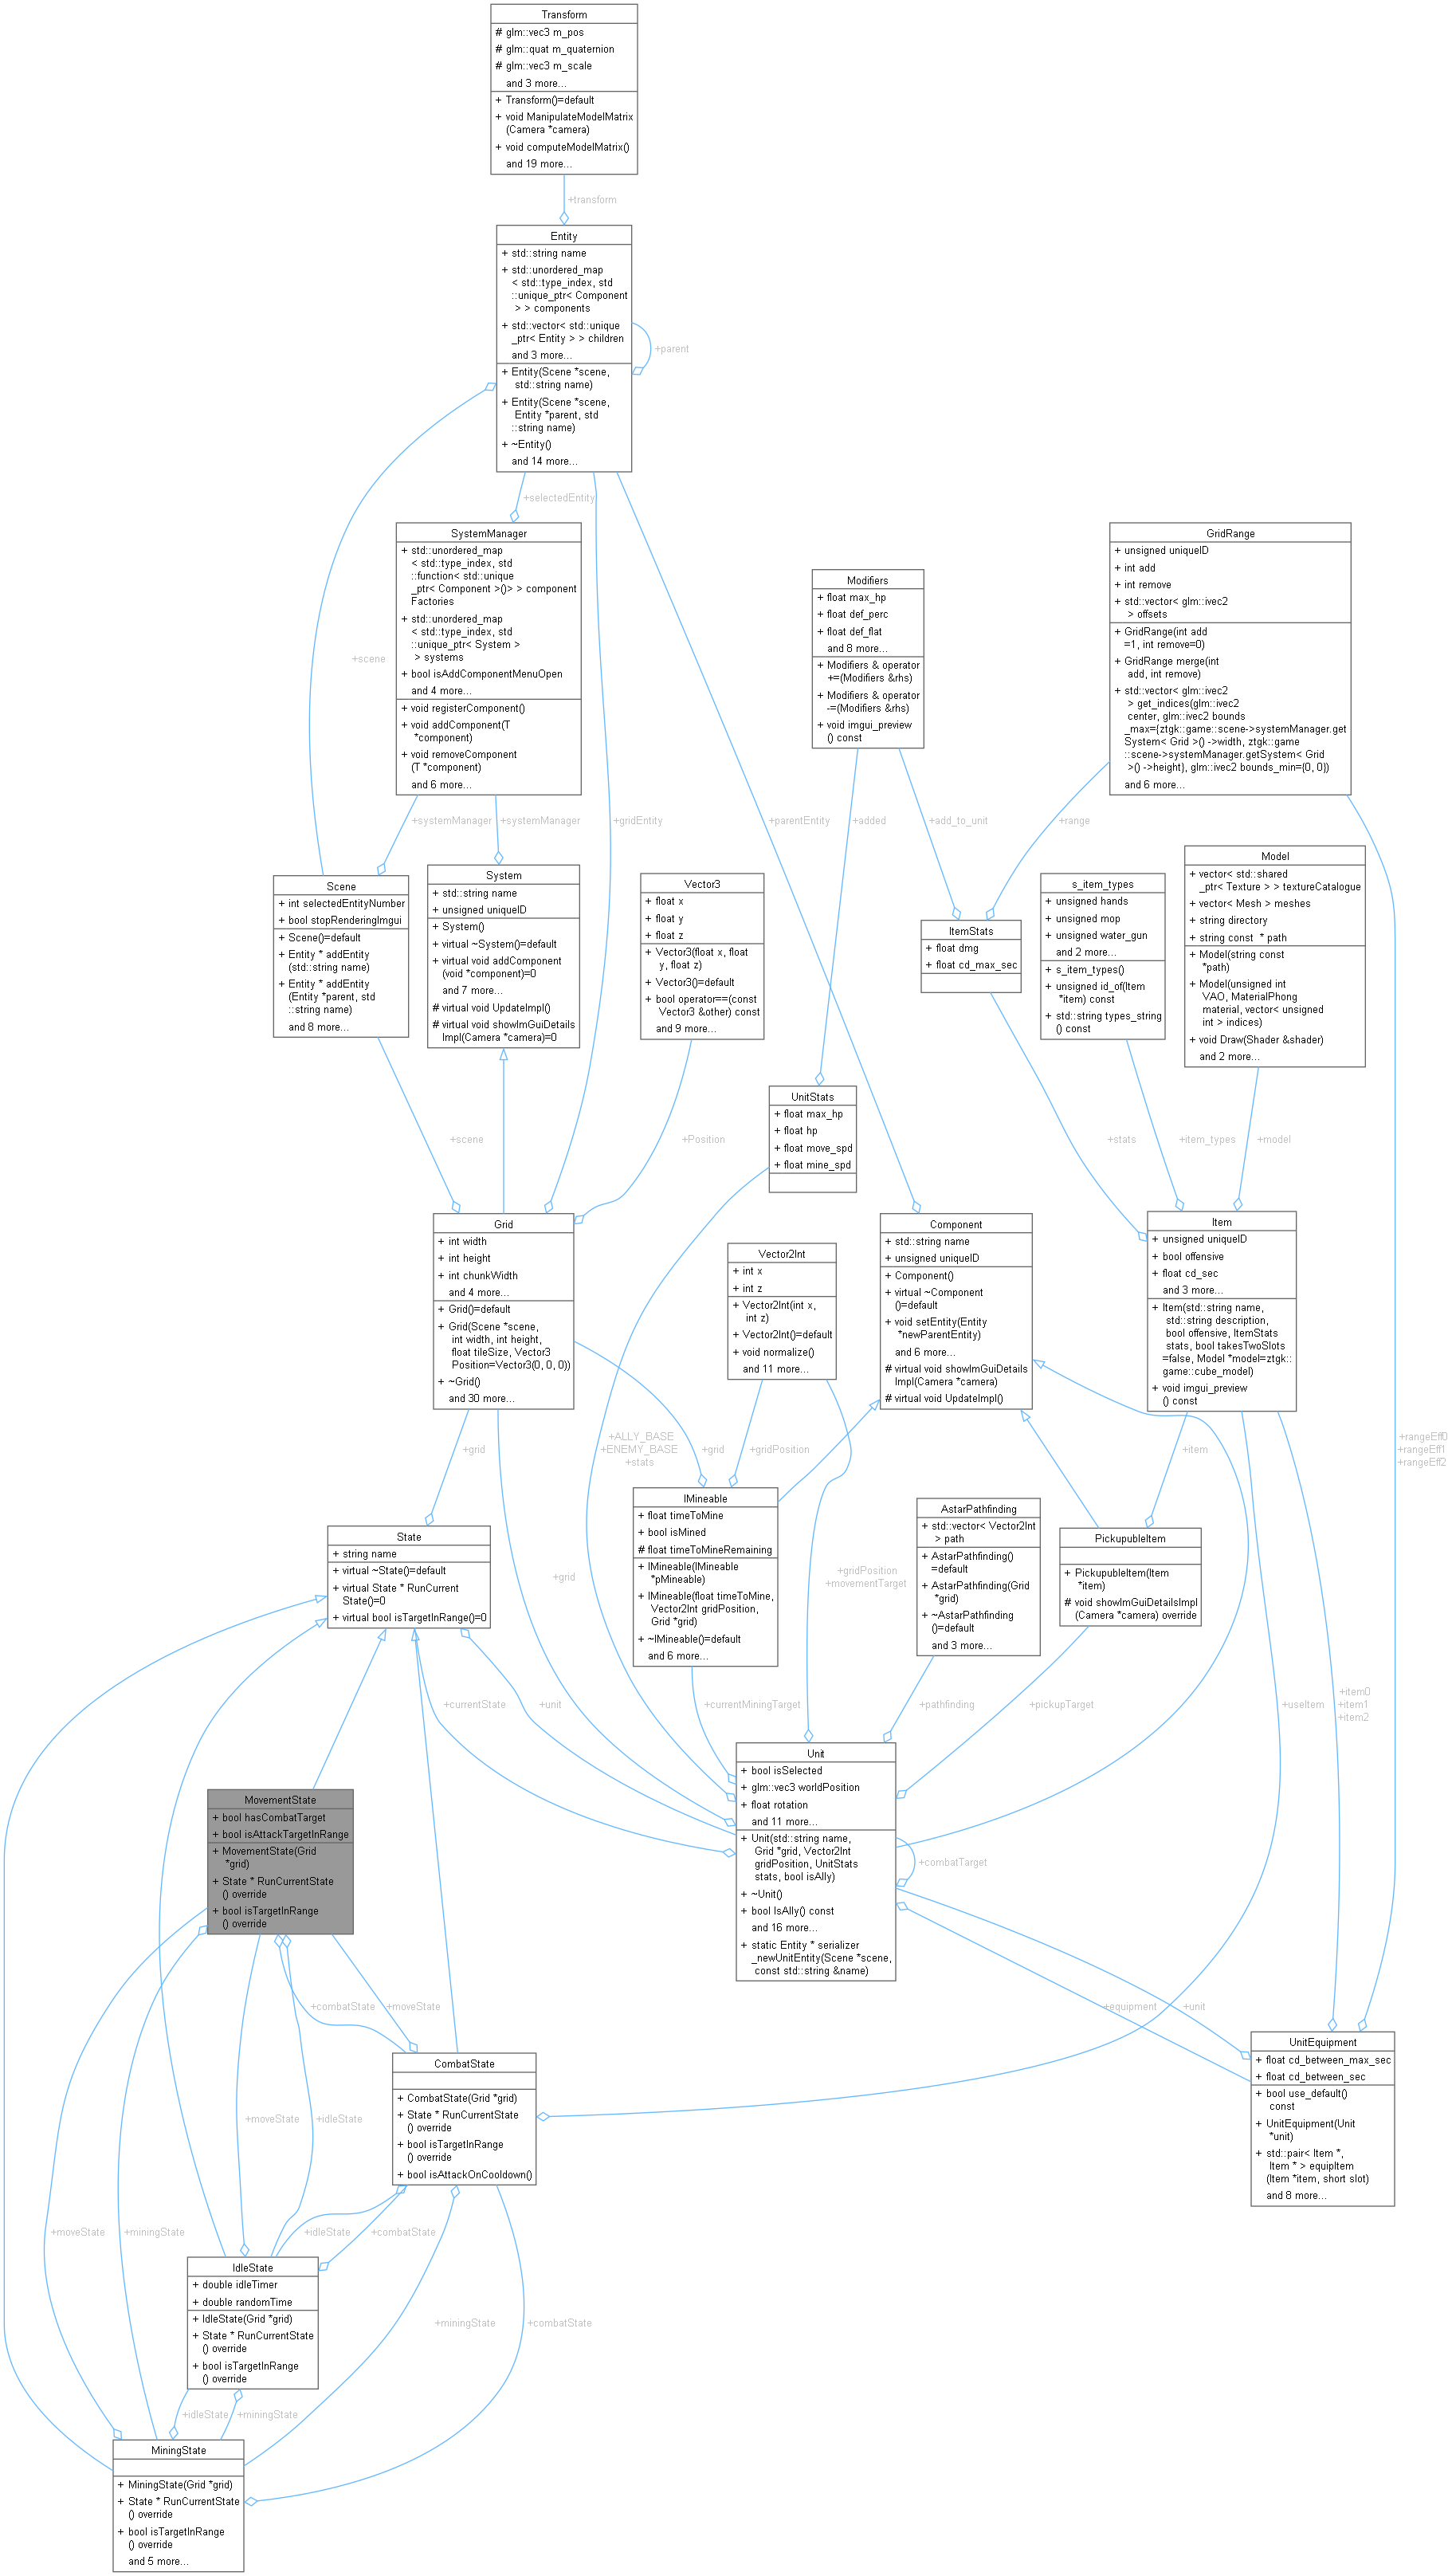 Transform
# glm::vec3 m_pos
# glm::quat m_quaternion
# glm::vec3 m_scale
and 3 more...
+ Transform()=default
+ void ManipulateModelMatrix
(Camera *camera)
+ void computeModelMatrix()
and 19 more...
+transform
Entity
+ std::string name
+ std::unordered_map
< std::type_index, std
::unique_ptr< Component
> > components
+ std::vector< std::unique
_ptr< Entity > > children
and 3 more...
+ Entity(Scene *scene,
std::string name)
+ Entity(Scene *scene,
Entity *parent, std
::string name)
+ ~Entity()
and 14 more...
+parent
+selectedEntity
+scene
SystemManager
+ std::unordered_map
< std::type_index, std
::function< std::unique
_ptr< Component >()> > component
Factories
+ std::unordered_map
< std::type_index, std
::unique_ptr< System >
> systems
+ bool isAddComponentMenuOpen
and 4 more...
+ void registerComponent()
+ void addComponent(T
*component)
+ void removeComponent
(T *component)
and 6 more...
Modifiers
+ float max_hp
+ float def_perc
+ float def_flat
and 8 more...
+ Modifiers & operator
+=(Modifiers &rhs)
+ Modifiers & operator
-=(Modifiers &rhs)
+ void imgui_preview
() const
GridRange
+ unsigned uniqueID
+ int add
+ int remove
+ std::vector< glm::ivec2
> offsets
+ GridRange(int add
=1, int remove=0)
+ GridRange merge(int
add, int remove)
+ std::vector< glm::ivec2
> get_indices(glm::ivec2
center, glm::ivec2 bounds
_max={ztgk::game::scene->systemManager.get
System< Grid >() ->width, ztgk::game
::scene->systemManager.getSystem< Grid
>() ->height}, glm::ivec2 bounds_min={0, 0})
and 6 more...
+systemManager
+systemManager
+gridEntity
+parentEntity
+added
+add_to_unit
+range
Scene
+ int selectedEntityNumber
+ bool stopRenderingImgui
+ Scene()=default
+ Entity * addEntity
(std::string name)
+ Entity * addEntity
(Entity *parent, std
::string name)
and 8 more...
System
+ std::string name
+ unsigned uniqueID
+ System()
+ virtual ~System()=default
+ virtual void addComponent
(void *component)=0
and 7 more...
# virtual void UpdateImpl()
# virtual void showImGuiDetails
Impl(Camera *camera)=0
Vector3
+ float x
+ float y
+ float z
+ Vector3(float x, float
y, float z)
+ Vector3()=default
+ bool operator==(const
Vector3 &other) const
and 9 more...
ItemStats
+ float dmg
+ float cd_max_sec
s_item_types
+ unsigned hands
+ unsigned mop
+ unsigned water_gun
and 2 more...
+ s_item_types()
+ unsigned id_of(Item
*item) const
+ std::string types_string
() const
Model
+ vector< std::shared
_ptr< Texture > > textureCatalogue
+ vector< Mesh > meshes
+ string directory
+ string const * path
+ Model(string const
*path)
+ Model(unsigned int
VAO, MaterialPhong
material, vector< unsigned
int > indices)
+ void Draw(Shader &shader)
and 2 more...
UnitStats
+ float max_hp
+ float hp
+ float move_spd
+ float mine_spd
+scene
+Position
+stats
+item_types
+model
Grid
+ int width
+ int height
+ int chunkWidth
and 4 more...
+ Grid()=default
+ Grid(Scene *scene,
int width, int height,
float tileSize, Vector3
Position=Vector3(0, 0, 0))
+ ~Grid()
and 30 more...
Vector2Int
+ int x
+ int z
+ Vector2Int(int x,
int z)
+ Vector2Int()=default
+ void normalize()
and 11 more...
Component
+ std::string name
+ unsigned uniqueID
+ Component()
+ virtual ~Component
()=default
+ void setEntity(Entity
*newParentEntity)
and 6 more...
# virtual void showImGuiDetails
Impl(Camera *camera)
# virtual void UpdateImpl()
Item
+ unsigned uniqueID
+ bool offensive
+ float cd_sec
and 3 more...
+ Item(std::string name,
std::string description,
bool offensive, ItemStats
stats, bool takesTwoSlots
=false, Model *model=ztgk::
game::cube_model)
+ void imgui_preview
() const
+grid
+ALLY_BASE
+ENEMY_BASE
+stats
+grid
+gridPosition
+item
+rangeEff0
+rangeEff1
+rangeEff2
State
+ string name
+ virtual ~State()=default
+ virtual State * RunCurrent
State()=0
+ virtual bool isTargetInRange()=0
+grid
IMineable
+ float timeToMine
+ bool isMined
# float timeToMineRemaining
+ IMineable(IMineable
*pMineable)
+ IMineable(float timeToMine,
Vector2Int gridPosition,
Grid *grid)
+ ~IMineable()=default
and 6 more...
+gridPosition
+movementTarget
AstarPathfinding
+ std::vector< Vector2Int
> path
+ AstarPathfinding()
=default
+ AstarPathfinding(Grid
*grid)
+ ~AstarPathfinding
()=default
and 3 more...
PickupubleItem
+ PickupubleItem(Item
*item)
# void showImGuiDetailsImpl
(Camera *camera) override
+currentState
+unit
+currentMiningTarget
+pathfinding
+pickupTarget
+useItem
+item0
+item1
+item2
Unit
+ bool isSelected
+ glm::vec3 worldPosition
+ float rotation
and 11 more...
+ Unit(std::string name,
Grid *grid, Vector2Int
gridPosition, UnitStats
stats, bool isAlly)
+ ~Unit()
+ bool IsAlly() const
and 16 more...
+ static Entity * serializer
_newUnitEntity(Scene *scene,
const std::string &name)
+combatTarget
MovementState
+ bool hasCombatTarget
+ bool isAttackTargetInRange
+ MovementState(Grid
*grid)
+ State * RunCurrentState
() override
+ bool isTargetInRange
() override
+combatState
+moveState
+equipment
+unit
CombatState
+ CombatState(Grid *grid)
+ State * RunCurrentState
() override
+ bool isTargetInRange
() override
+ bool isAttackOnCooldown()
UnitEquipment
+ float cd_between_max_sec
+ float cd_between_sec
+ bool use_default()
const
+ UnitEquipment(Unit
*unit)
+ std::pair< Item *,
Item * > equipItem
(Item *item, short slot)
and 8 more...
+moveState
+idleState
+moveState
+miningState
+idleState
+combatState
IdleState
+ double idleTimer
+ double randomTime
+ IdleState(Grid *grid)
+ State * RunCurrentState
() override
+ bool isTargetInRange
() override
+miningState
+combatState
+idleState
+miningState
MiningState
+ MiningState(Grid *grid)
+ State * RunCurrentState
() override
+ bool isTargetInRange
() override
and 5 more...